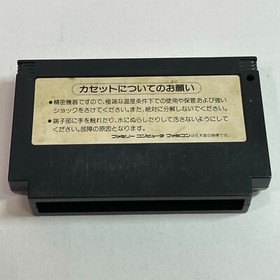 カセットについてのお願い
●精密機器ですので、極端な温度条件下での使用や保管および強い
ショックをさけてください。また、絶対に分解しないでください。
●端子部に手を触れたり、水にぬらしたりして汚さないようにして
ください。故障の原因となります。
ファミリーコンピュータ ファミコンは任天堂の商標です。